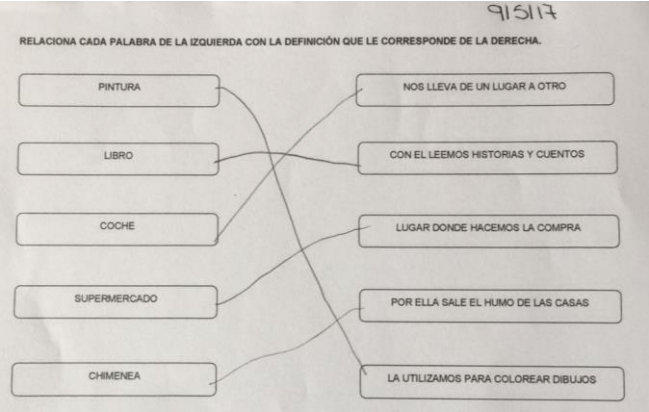 9/5/17
RELACIONA CADA PALABRA DE LA IZQUIERDA CON LA DEFINICIÓN QUE LE CORRESPONDE DE LA DERECHA.
PINTURA
NOS LLEVA DE UN LUGAR A OTRO
LIBRO
CON EL LEEMOS HISTORIAS Y CUENTOS
COCHE
LUGAR DONDE HACEMOS LA COMPRA
SUPERMERCADO
POR ELLA SALE EL HUMO DE LAS CASAS
CHIMENEA
LA UTILIZAMOS PARA COLOREAR DIBUJOS